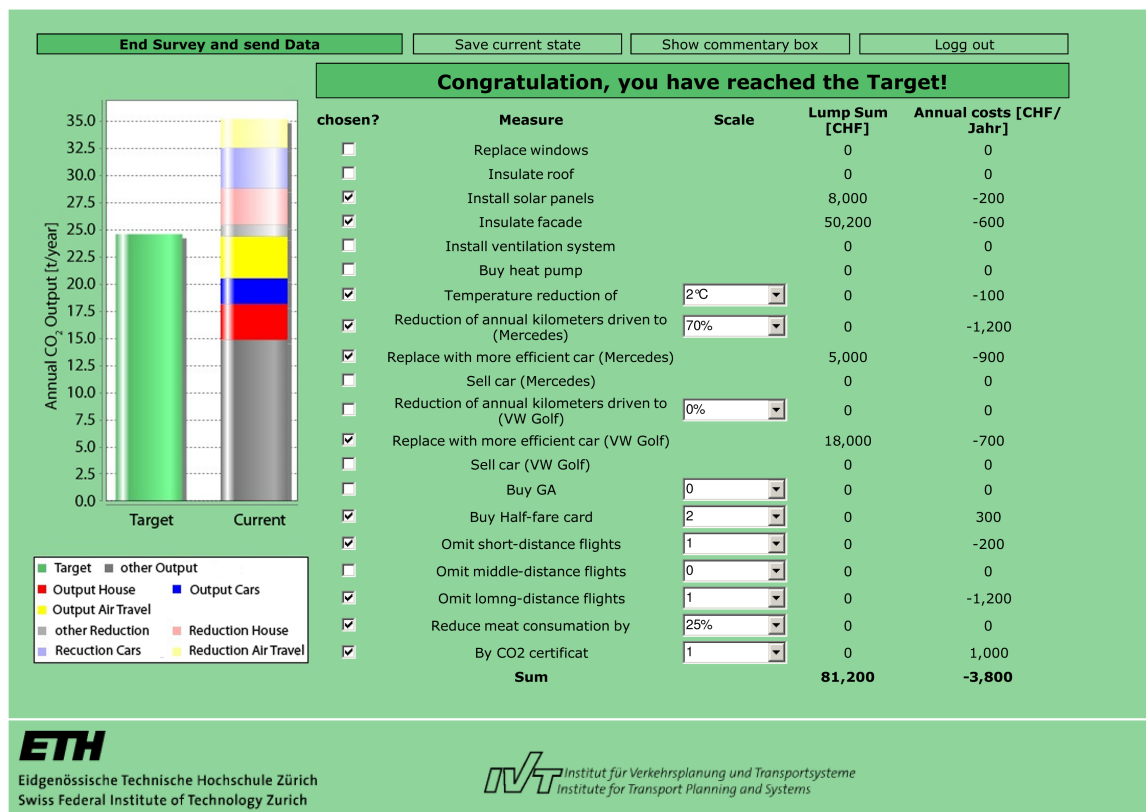 End Survey and send Data
Save current state
Show commentary box
Logg out
Congratulation, you have reached the Target!
chosen? Measure Scale Lump Sum [CHF] Annual costs [CHF/ Jahr]
Replace windows 0 0
Insulate roof 0 0
Install solar panels 8,000 -200
Insulate facade 50,200 -600
Install ventilation system 0 0
Buy heat pump 0 0
Temperature reduction of 2°C 0 -100
Reduction of annual kilometers driven to
(Mercedes) 70% 0 -1,200
Replace with more efficient car (Mercedes) 5,000 -900
Sell car (Mercedes) 0 0
Reduction of annual kilometers driven to
(VW Golf) 0% 0 0
Replace with more efficient car (VW Golf) 18,000 -700
Sell car (VW Golf) 0 0
Buy GA 0 0 0
Buy Half-fare card 2 0 300
Omit short-distance flights 1 0 -200
Omit middle-distance flights 0 0 0
Omit lomng-distance flights 1 0 -1,200
Reduce meat consumation by 25% 0 0
By CO2 certificat 1 0 1,000
Sum 81,200 -3,800
Annual CO2 Output [t/year]
35.0
32.5
30.0
27.5
25.0
22.5
20.0
17.5
15.0
12.5
10.0
7.5
5.0
2.5
0.0
Target Current
Target other Output
Output House Output Cars
Output Air Travel
other Reduction Reduction House
Recuction Cars Reduction Air Travel
ETH
Eidgenössische Technische Hochschule Zürich
Swiss Federal Institute of Technology Zurich
IVT
Institut für Verkehrsplanung und Transportsysteme
Institute for Transport Planning and Systems